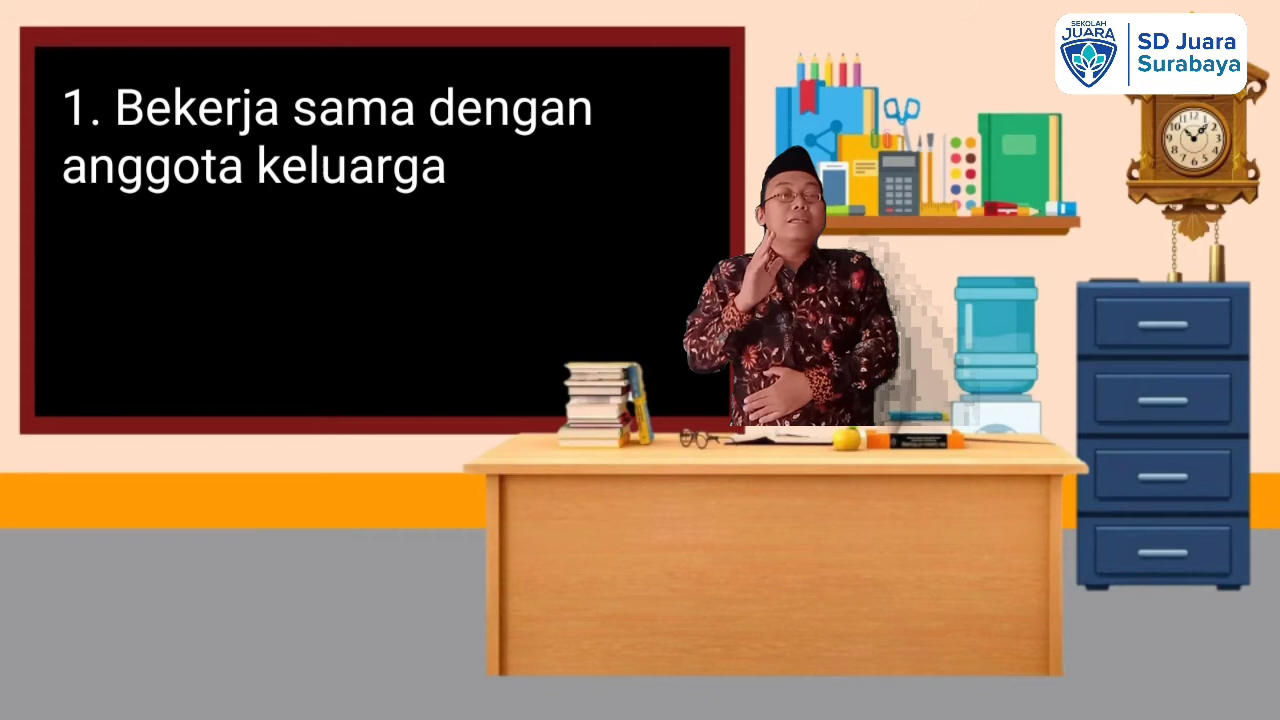 1. Bekerja sama dengan
anggota keluarga
SEKOLAH
JUARA
SD Juara
Surabaya